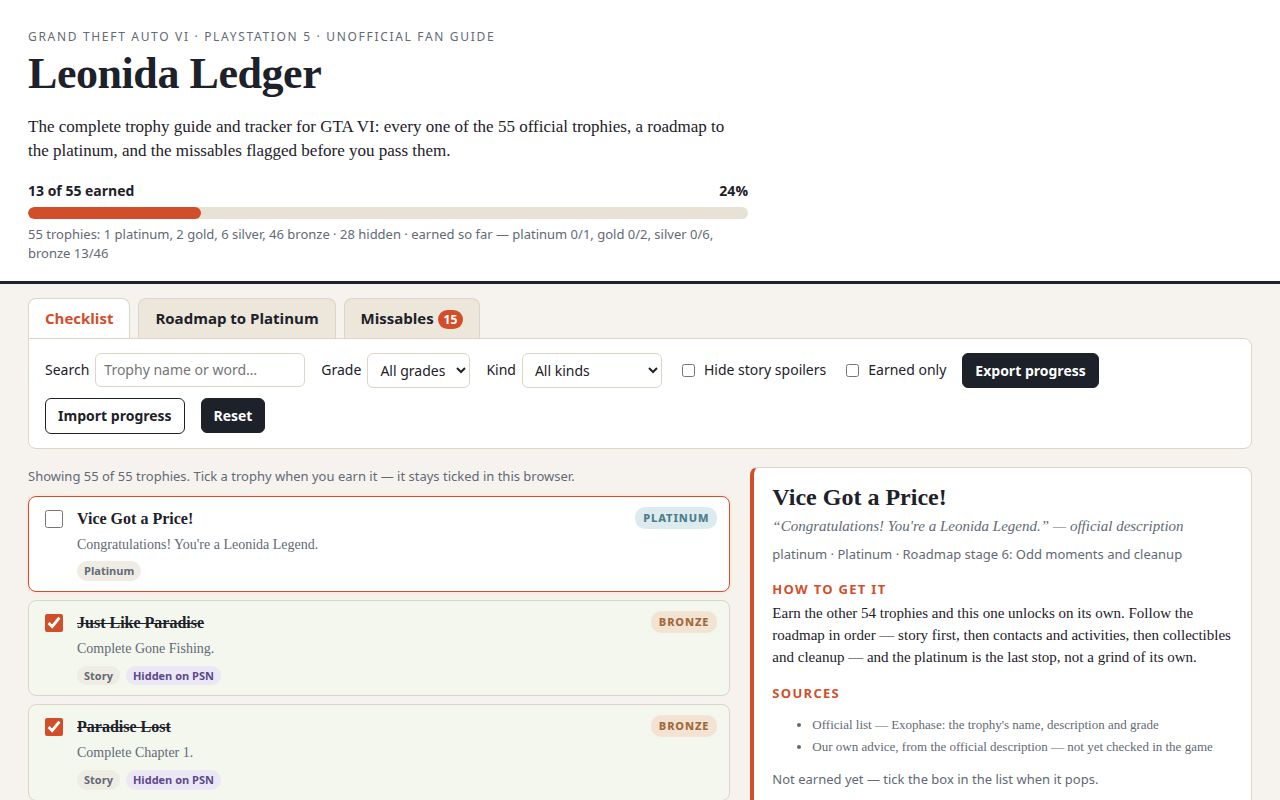 GRAND THEFT AUTO VI · PLAYSTATION 5 · UNOFFICIAL FAN GUIDE
Leonida Ledger
The complete trophy guide and tracker for GTA VI: every one of the 55 official trophies, a roadmap to
the platinum, and the missables flagged before you pass them.
13 of 55 earned 24%
55 trophies: 1 platinum, 2 gold, 6 silver, 46 bronze · 28 hidden · earned so far — platinum 0/1, gold 0/2, silver 0/6,
bronze 13/46
Checklist Roadmap to Platinum Missables 15
Search Trophy name or word... Grade All grades Kind All kinds Hide story spoilers Earned only Export progress
Import progress Reset
Showing 55 of 55 trophies. Tick a trophy when you earn it — it stays ticked in this browser.
Vice Got a Price! PLATINUM
Congratulations! You're a Leonida Legend.
Platinum
Just Like Paradise BRONZE
Complete Gone Fishing.
Story Hidden on PSN
Paradise Lost BRONZE
Complete Chapter 1.
Story Hidden on PSN
Vice Got a Price!
“Congratulations! You're a Leonida Legend.” — official description
platinum · Platinum · Roadmap stage 6: Odd moments and cleanup
HOW TO GET IT
Earn the other 54 trophies and this one unlocks on its own. Follow the
roadmap in order — story first, then contacts and activities, then collectibles
and cleanup — and the platinum is the last stop, not a grind of its own.
SOURCES
Official list — Exophase: the trophy's name, description and grade
Our own advice, from the official description — not yet checked in the game
Not earned yet — tick the box in the list when it pops.